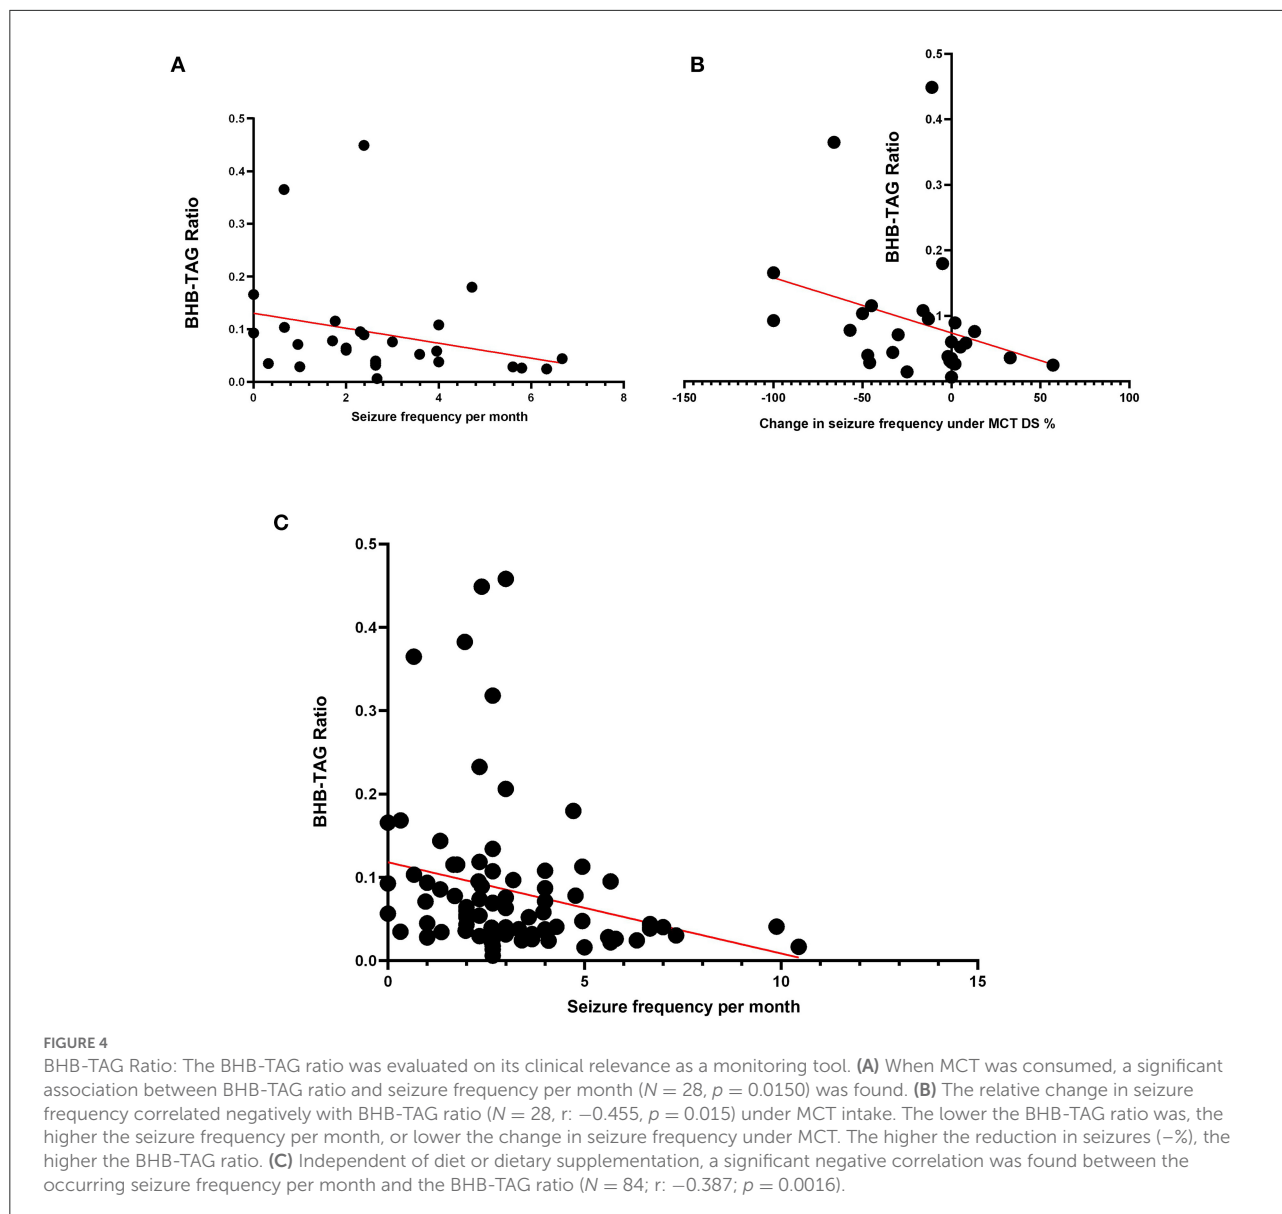 A
BHB-TAG Ratio
0.5
0.4
0.3
0.2
0.1
0.0
0 2 4 6 8
Seizure frequency per month
B
BHB-TAG Ratio
0.5
0.4
0.3
0.2
-150 -100 -50 0 50 100
Change in seizure frequency under MCT DS %
C
BHB-TAG Ratio
0.5
0.4
0.3
0.2
0.1
0.0
0 5 10 15
Seizure frequency per month
FIGURE 4
BHB-TAG Ratio: The BHB-TAG ratio was evaluated on its clinical relevance as a monitoring tool. (A) When MCT was consumed, a significant
association between BHB-TAG ratio and seizure frequency per month (N = 28, p = 0.0150) was found. (B) The relative change in seizure
frequency correlated negatively with BHB-TAG ratio (N = 28, r: −0.455, p = 0.015) under MCT intake. The lower the BHB-TAG ratio was, the
higher the seizure frequency per month, or lower the change in seizure frequency under MCT. The higher the reduction in seizures (−%), the
higher the BHB-TAG ratio. (C) Independent of diet or dietary supplementation, a significant negative correlation was found between the
occurring seizure frequency per month and the BHB-TAG ratio (N = 84; r: −0.387; p = 0.0016).